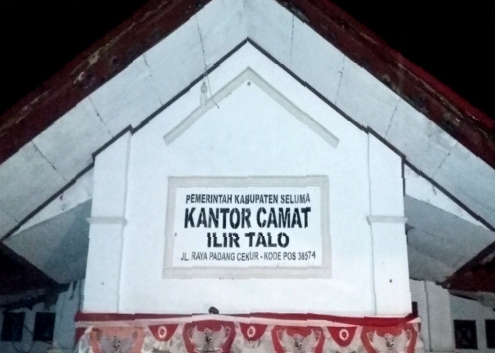 PEMERINTAH KABUPATEN SELUMA
KANTOR CAMAT
ILIR TALO
JL. RAYA PADANG CEKUR - KODE POS 38574